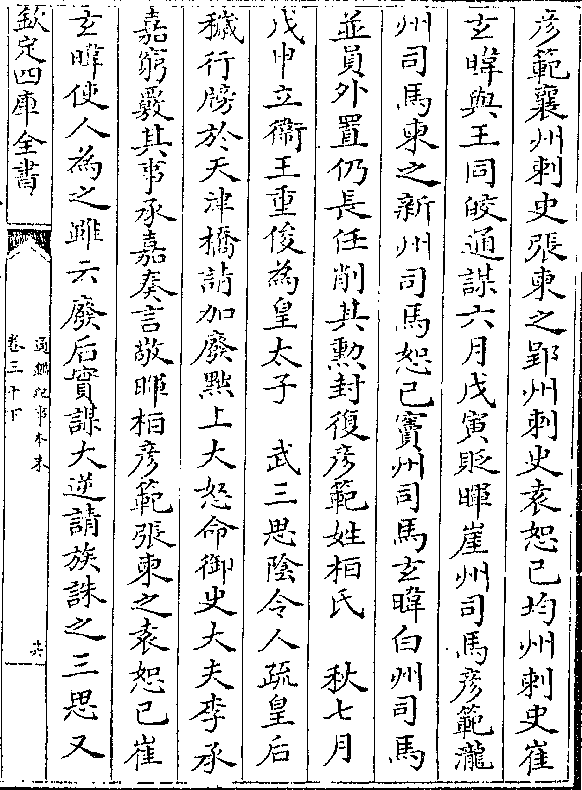 彦範襄州刺史張柬之郢州刺史袁恕己均州刺史崔
玄暐與王同皎通謀六月戊寅貶暉崖州司馬彦範瀧
州司馬柬之新州司馬恕己竇州司馬玄暐白州司馬
並員外置仍長任削其勲封復彦範姓桓氏　秋七月
戊申立衛王重俊為皇太子　武三思隂令人疏皇后
穢行牓於天津橋請加廢黜上大怒命御史大夫李承
嘉窮覈其事承嘉奏言敬暉桓彦範張柬之袁恕己崔
玄暐使人為之雖云廢后實謀大逆請族誅之三思又
欽定四庫全書
通鑑紀事本末
卷三十下
共